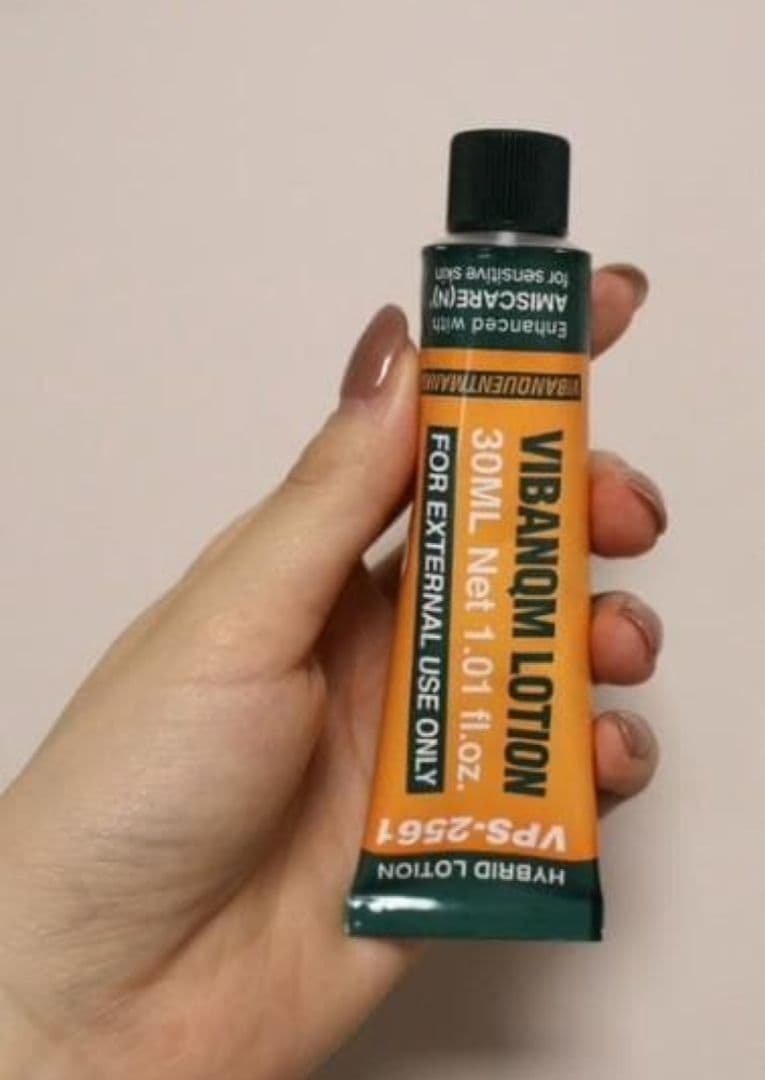 Enhanced with
AMISCARE(N)
for sensitive skin
VIBANQUENTMANN
VIBANQM LOTION
30ML Net 1.01 fl.oz.
FOR EXTERNAL USE ONLY
VPS-2561
HYBRID LOTION